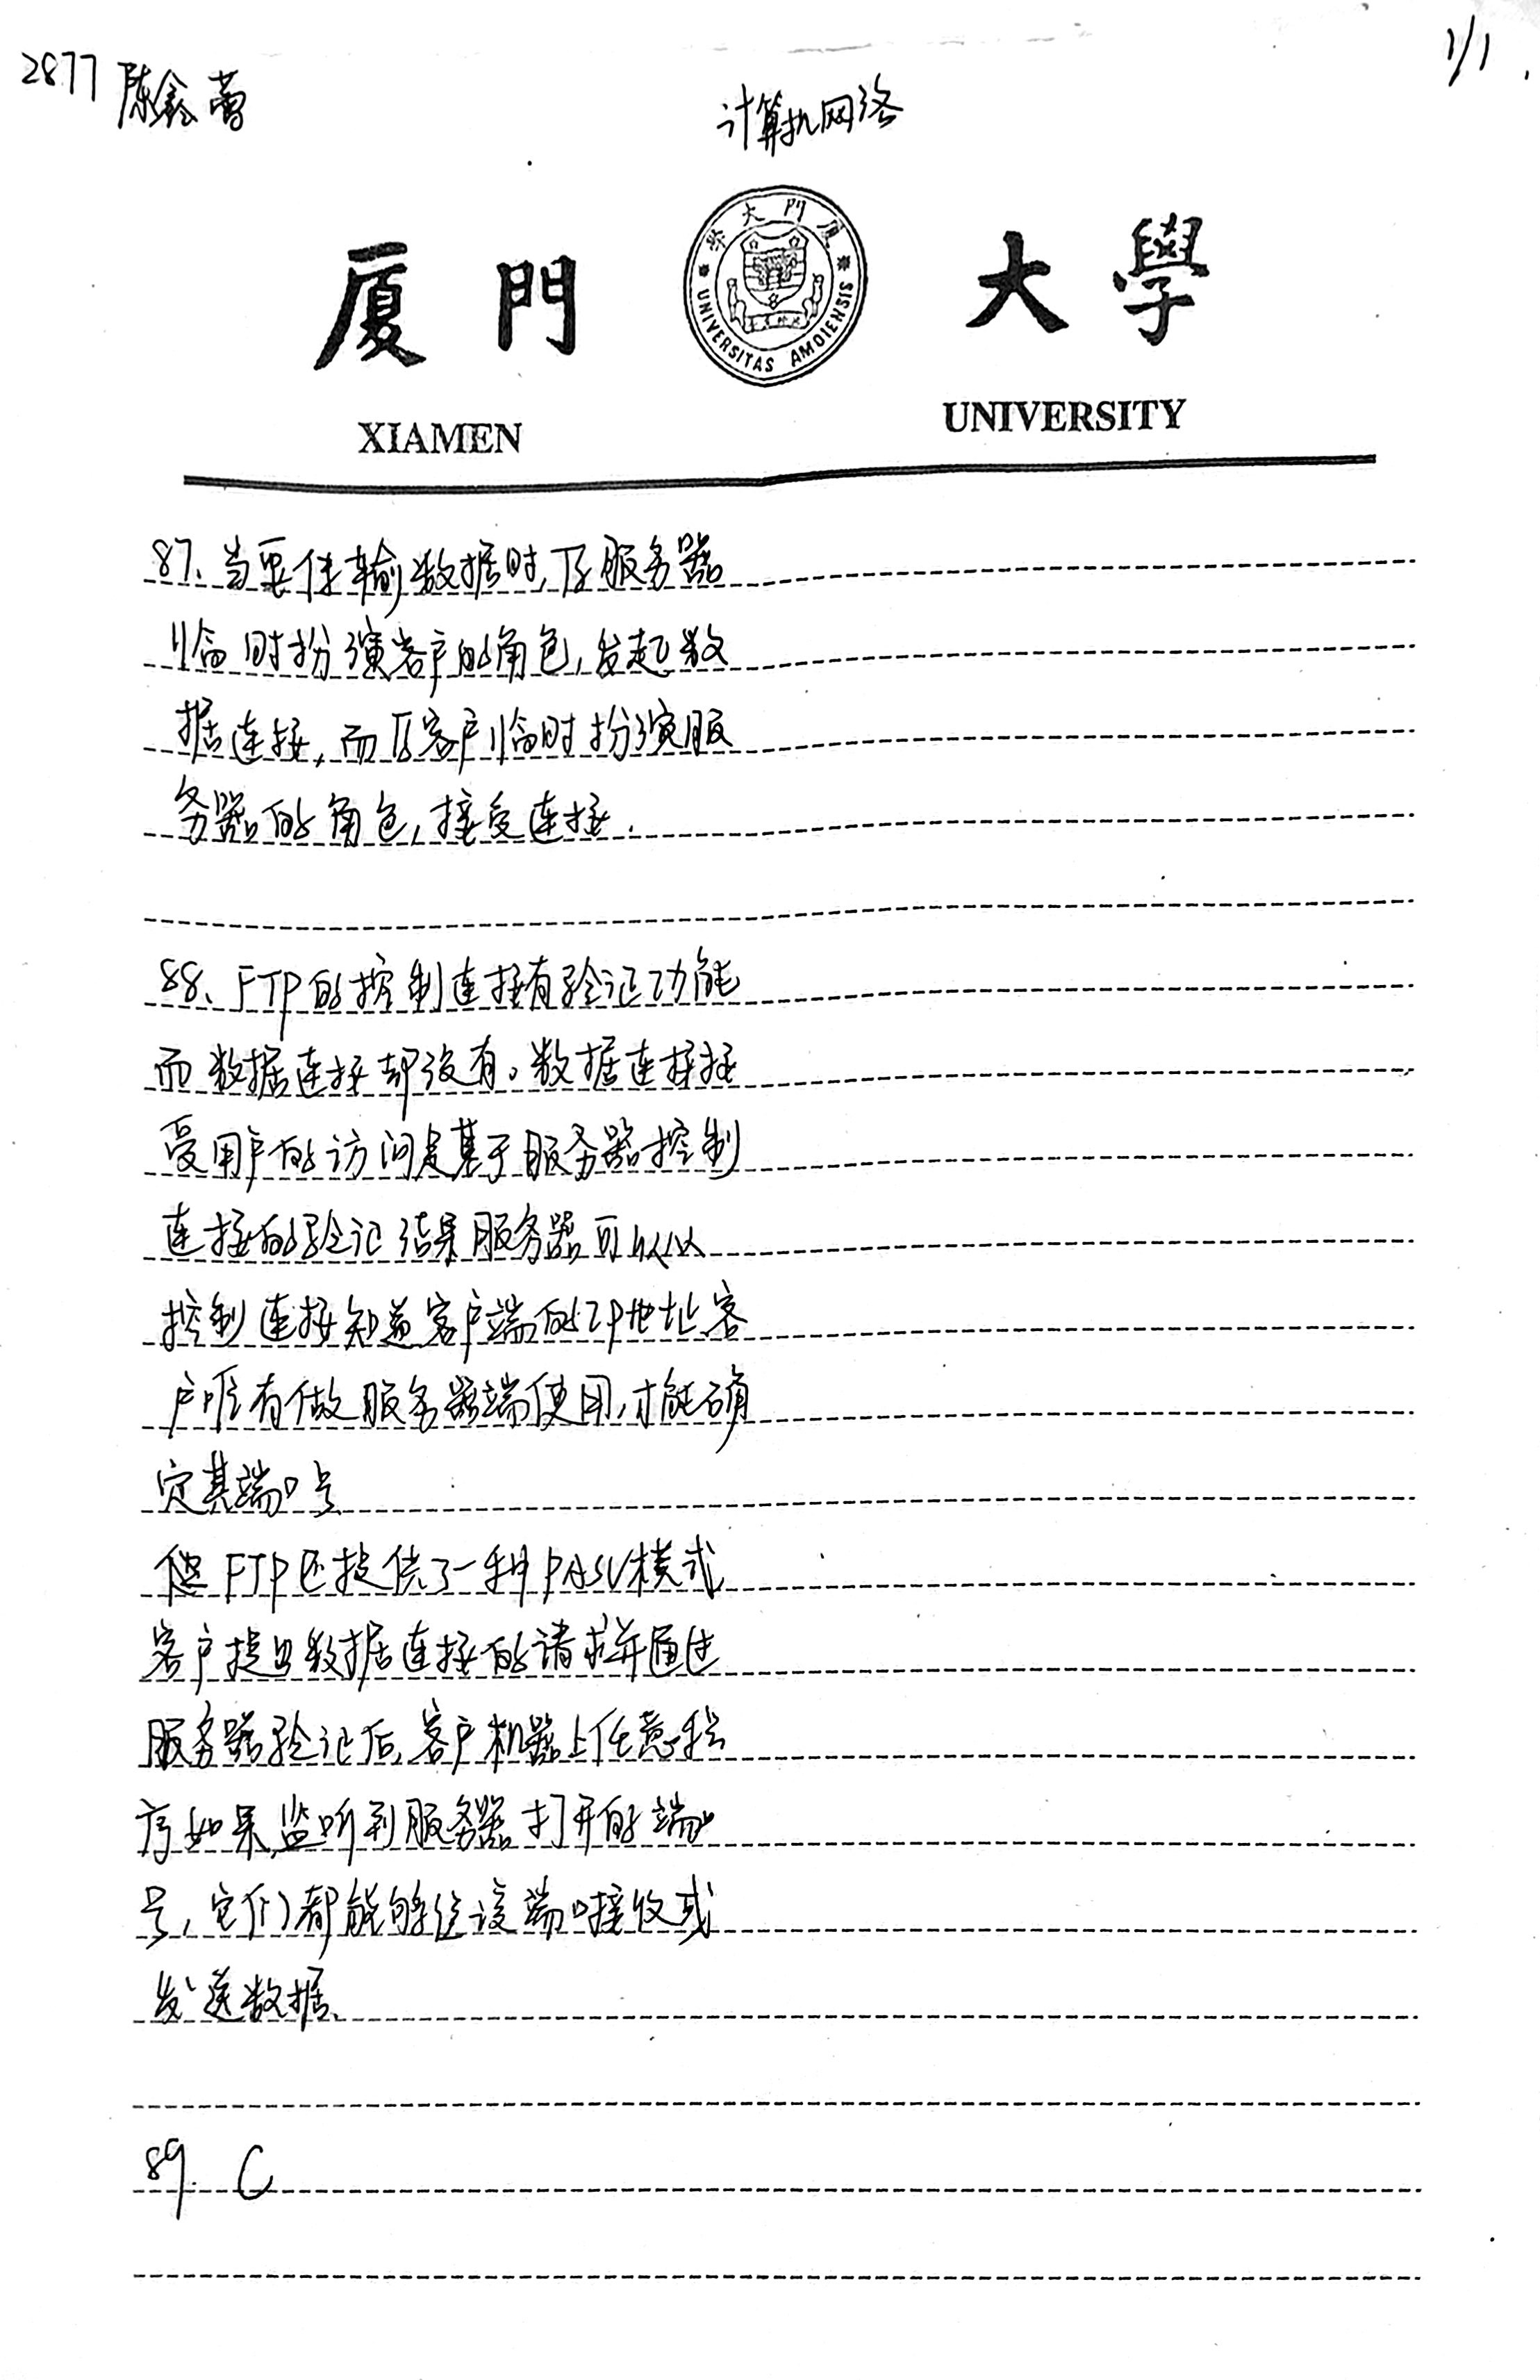 2877 陈鑫蕾
计算机网络
1/1
厦門大學
XIAMEN UNIVERSITY
厦門大學
UNIVERSITAS AMOIENSIS
87、当要传输数据时,原服务器
临时扮演客户的角色,发起数
据连接,而原客户临时扮演服
务器的角色,接受连接.
88、FTP的控制连接有验证功能
而数据连接却没有。数据连接接
受用户的访问是基于服务器控制
连接的验证结果服务器可以从
控制连接知道客户端的IP地址,客
户唯有做服务器端使用,才能确
定其端口号
但FTP还提供了一种PASV模式
客户提出数据连接的请求并通过
服务器验证后,客户机器上任意程
序如果监听到服务器打开的端口
号,它们都能够往该端口接收或
发送数据.
89. C